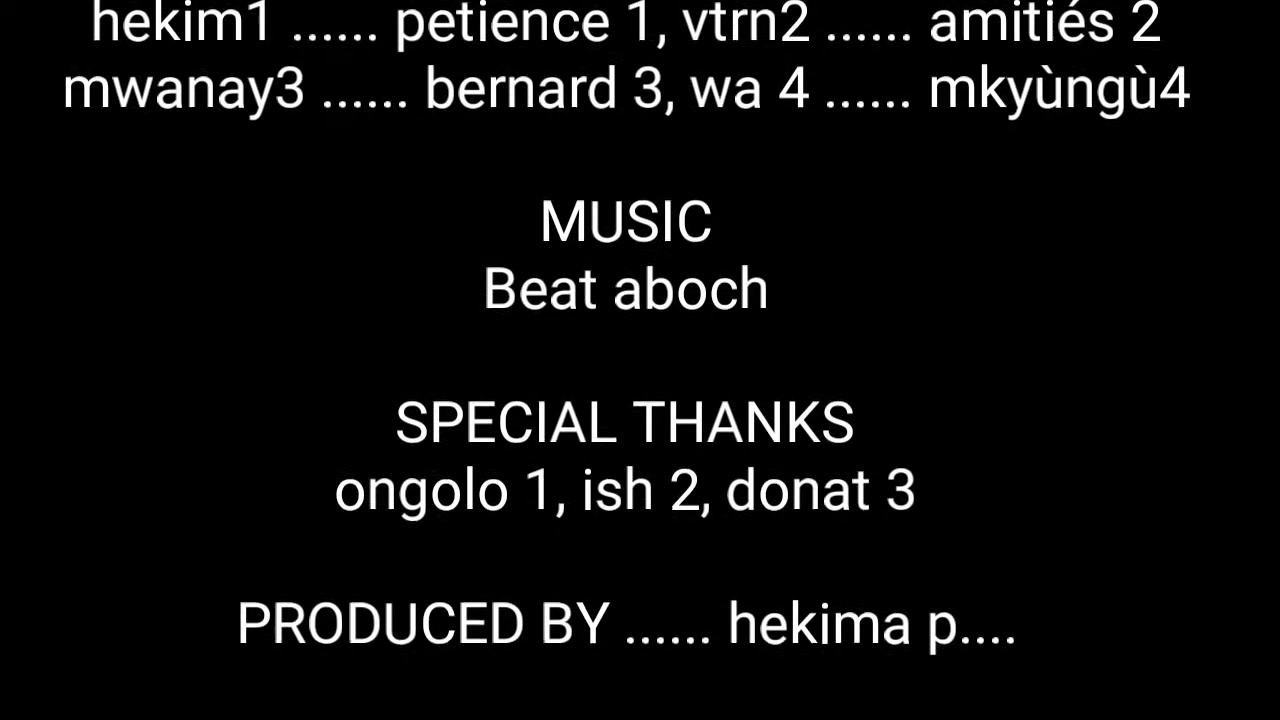 hekim1 ...... petience 1, vtrn2 ...... amitiés 2
mwanay3 ...... bernard 3, wa 4 ...... mkyùngù4
MUSIC
Beat aboch
SPECIAL THANKS
ongolo 1, ish 2, donat 3
PRODUCED BY ...... hekima p....